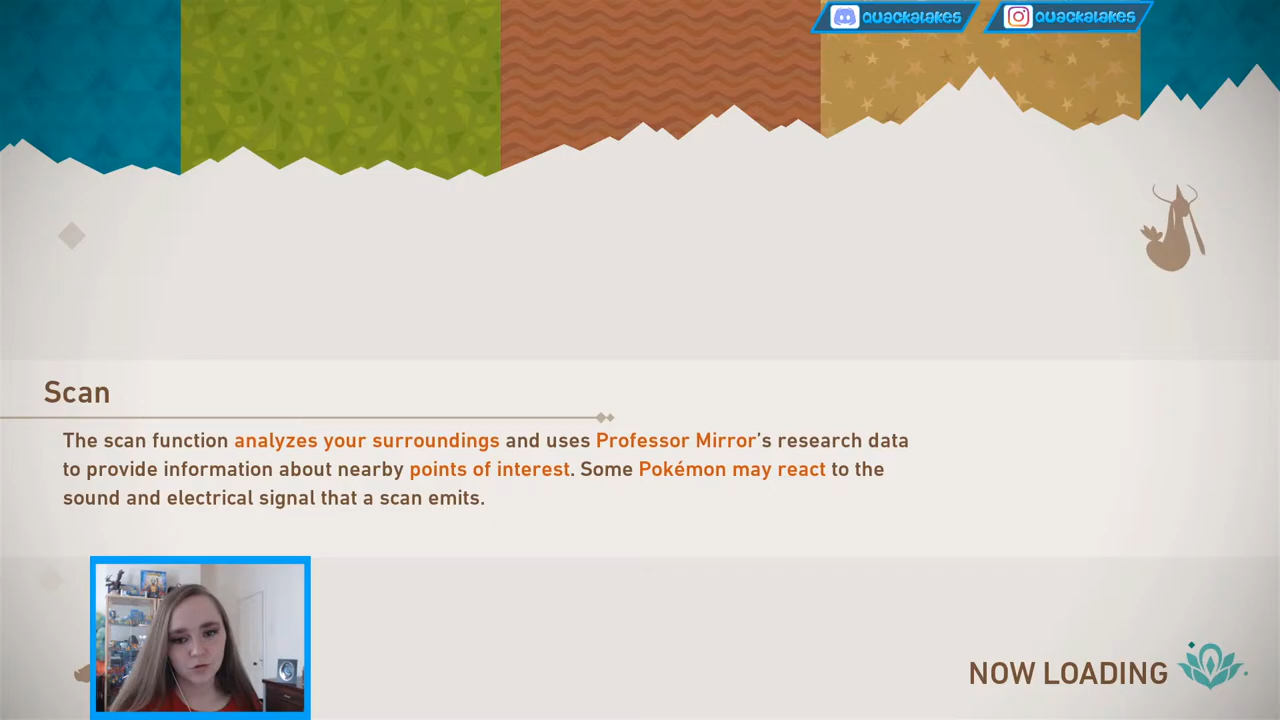 quackalakes quackalakes
Scan
The scan function analyzes your surroundings and uses Professor Mirror's research data
to provide information about nearby points of interest. Some Pokémon may react to the
sound and electrical signal that a scan emits.
NOW LOADING